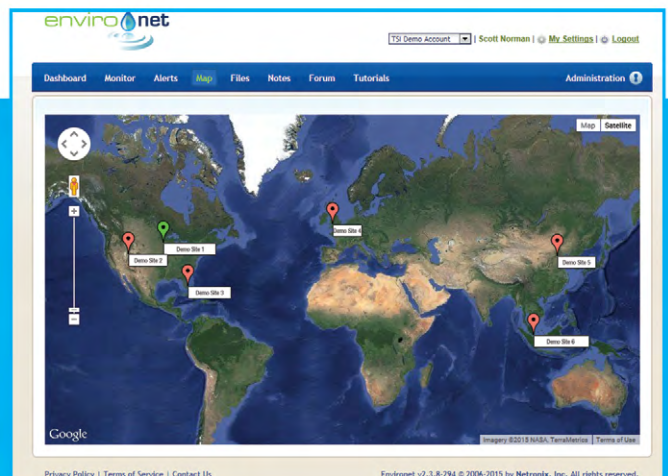 environet
TSI Demo Account | Scott Norman | My Settings | Logout
Dashboard Monitor Alerts Map Files Notes Forum Tutorials Administration
Map Satellite
Demo Site 4
Demo Site 1
Demo Site 2
Demo Site 5
Demo Site 3
Demo Site 6
Google
Imagery ©2015 NASA, TerraMetrics Terms of Use
Privacy Policy | Terms of Service | Contact Us
Environet v2.3.8-294 © 2006-2015 by Netronix, Inc. All rights reserved.